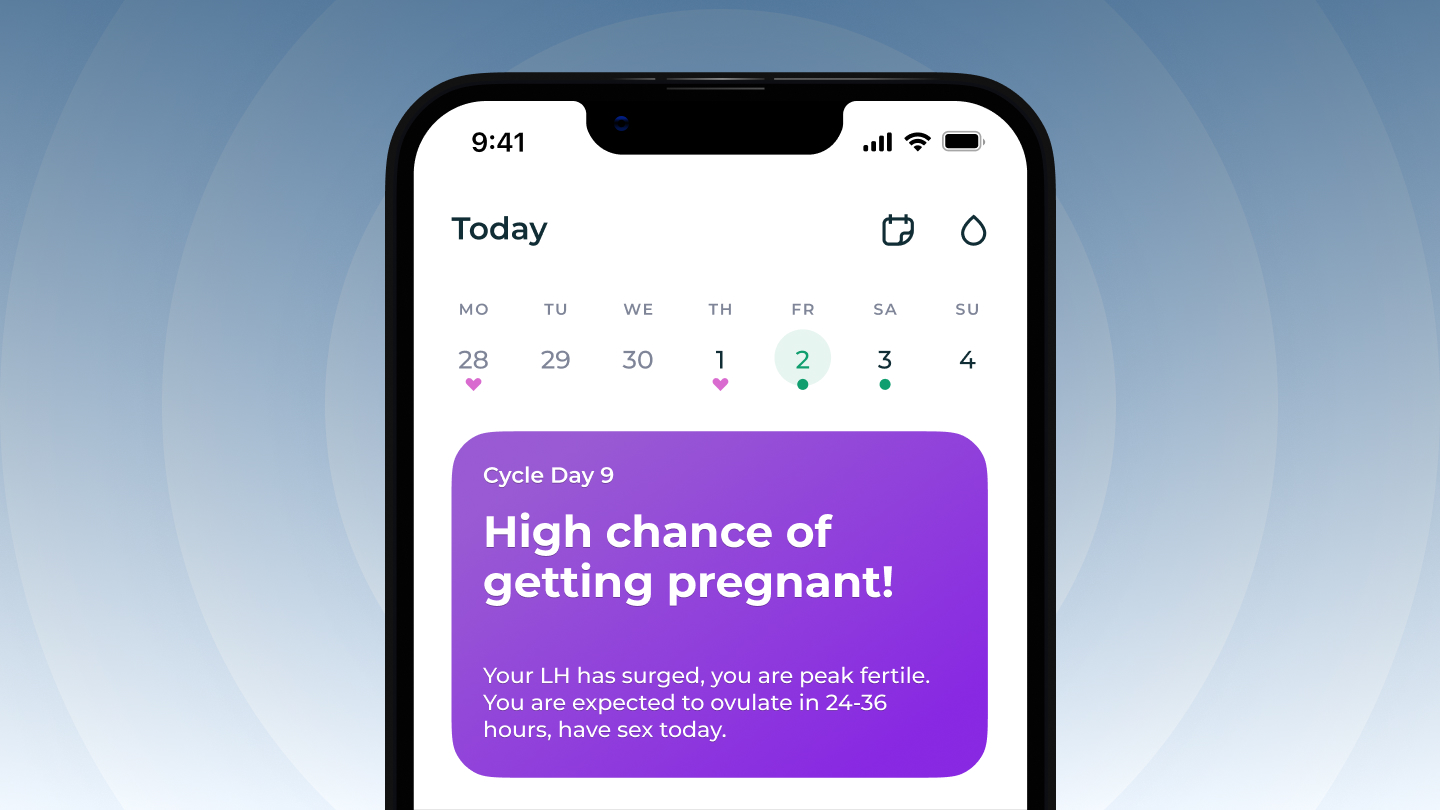 9:41
Today
MO TU WE TH FR SA SU
28 29 30 1 2 3 4
Cycle Day 9
High chance of
getting pregnant!
Your LH has surged, you are peak fertile.
You are expected to ovulate in 24-36
hours, have sex today.